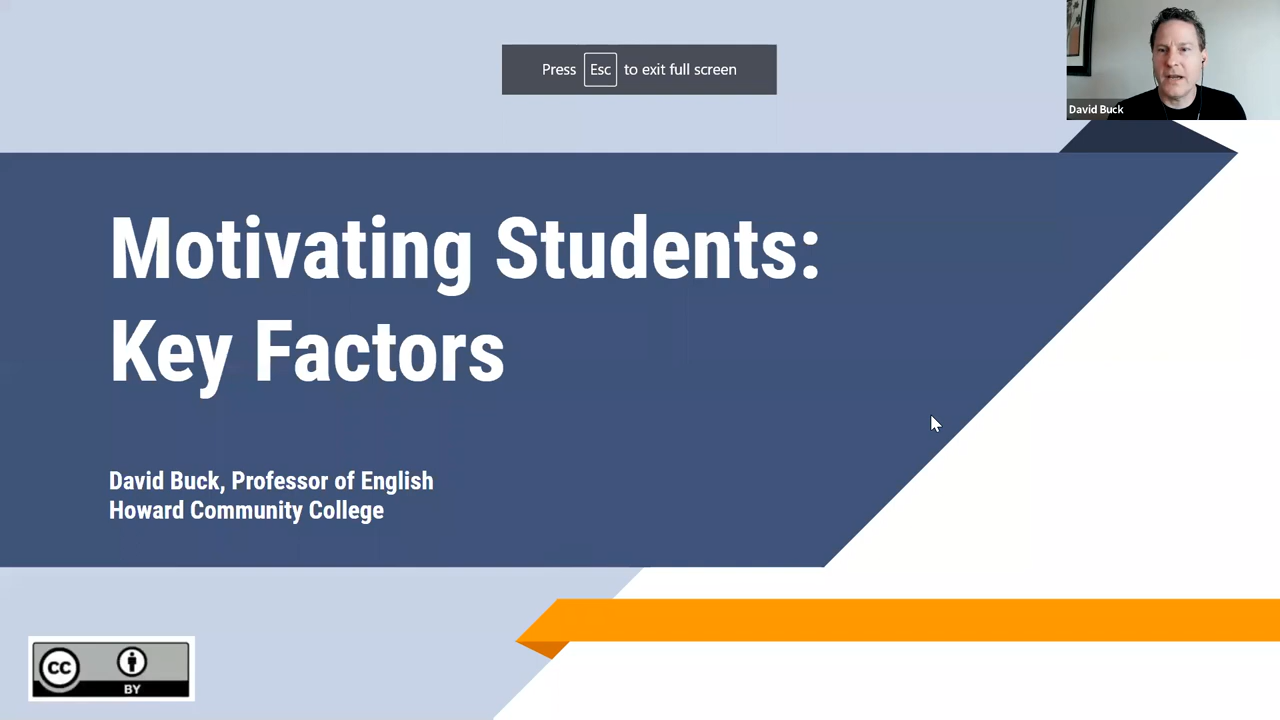 Press Esc to exit full screen
David Buck
Motivating Students:
Key Factors
David Buck, Professor of English
Howard Community College
CC
BY